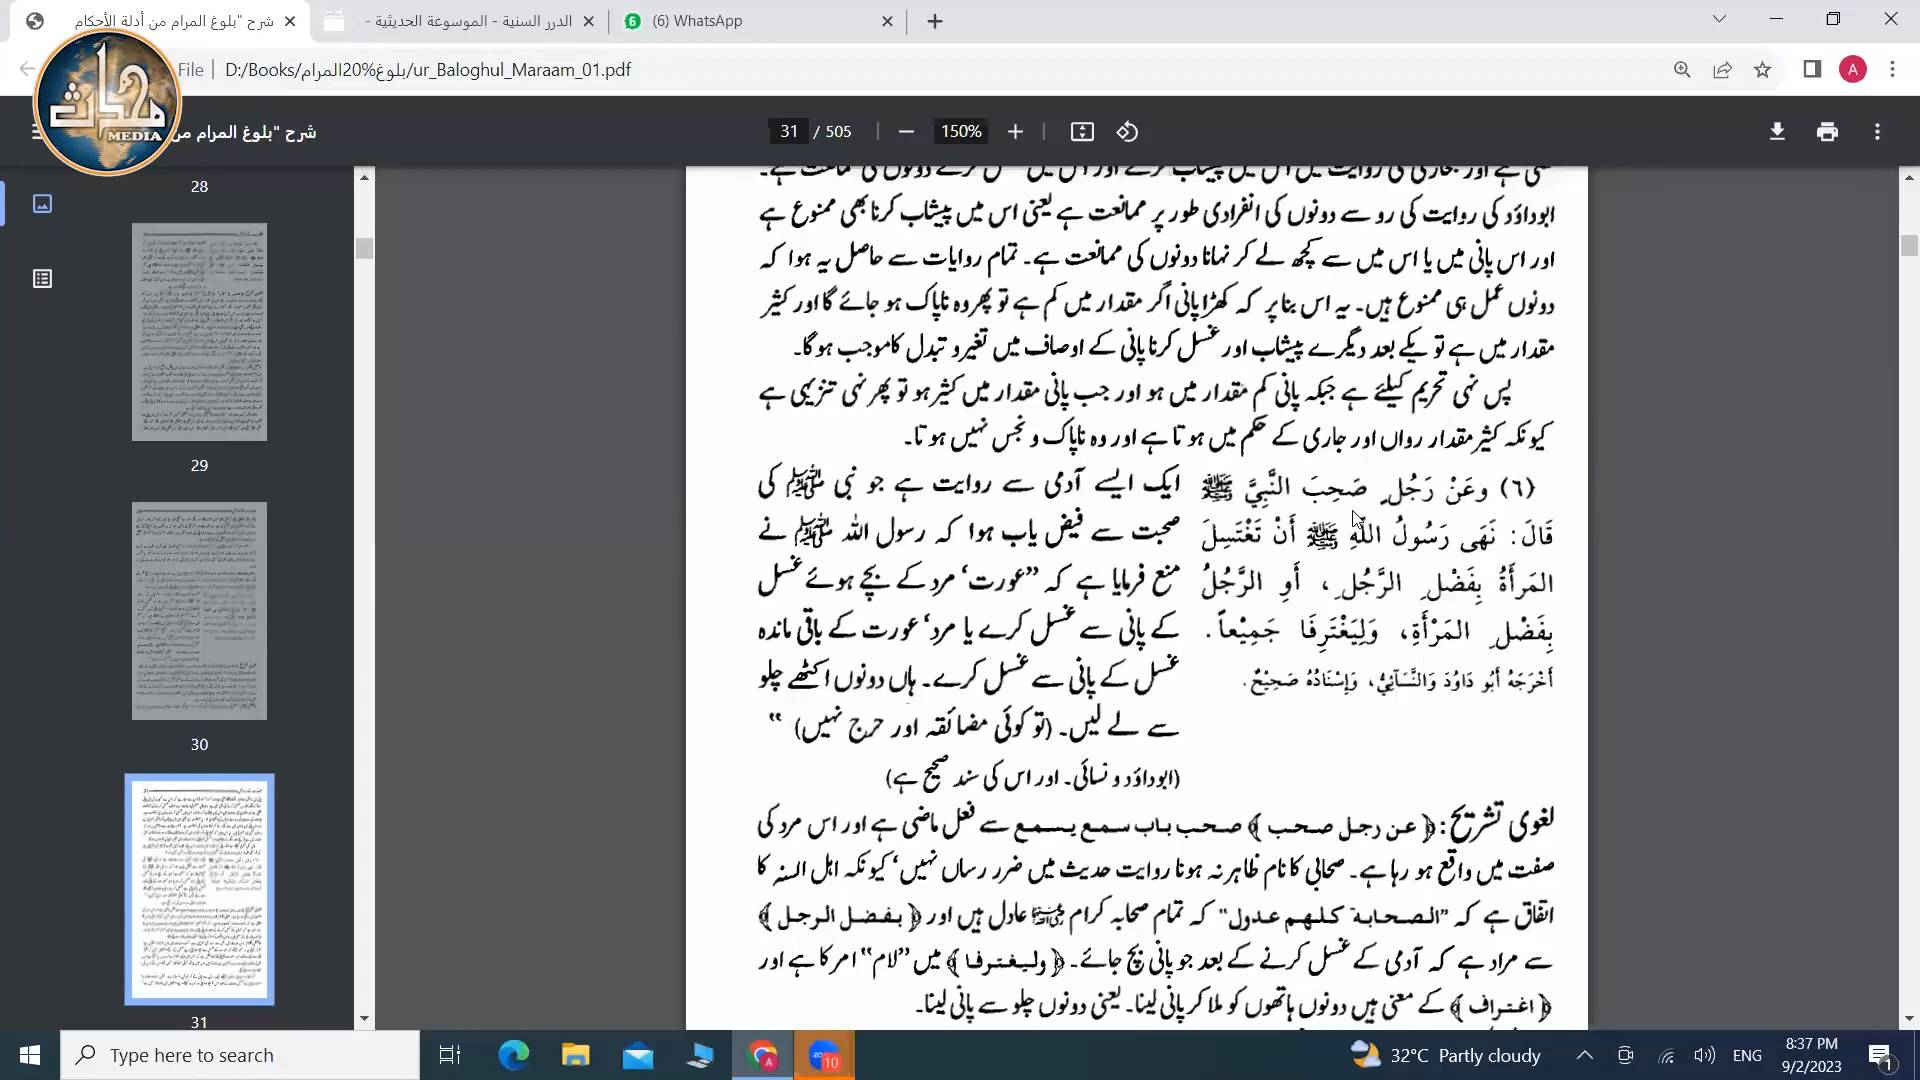 شرح "بلوغ المرام من أدلة الأحكام
الدرر السنية - الموسوعة الحديثية -
6 (6) WhatsApp
File D:/Books/بلوغ%20المرام/ur_Baloghul_Maraam_01.pdf
A
هدهد
MEDIA
شرح "بلوغ المرام من
31 / 505
150%
28
29
30
31
ابوداؤد کی روایت کی رو سے دونوں کی انفرادی طور پر ممانعت ہے یعنی اس میں پیشاب کرنا بھی ممنوع ہے
اور اس پانی میں یا اس میں سے کچھ لے کر نہانا دونوں کی ممانعت ہے۔ تمام روایات سے حاصل یہ ہوا کہ
دونوں عمل ہی ممنوع ہیں۔ یہ اس بنا پر کہ کھڑا پانی اگر مقدار میں کم ہے تو پھر وہ ناپاک ہو جائے گا اور کثیر
مقدار میں ہے تو یکے بعد دیگرے پیشاب اور غسل کرنا پانی کے اوصاف میں تغیر و تبدل کا موجب ہوگا۔
پس نہی تحریم کیلئے ہے جبکہ پانی کم مقدار میں ہو اور جب پانی مقدار میں کثیر ہو تو پھر نہی تنزیہی ہے
کیونکہ کثیر مقدار رواں اور جاری کے حکم میں ہوتا ہے اور وہ ناپاک و نجس نہیں ہوتا۔
(٦) وعَنْ رَجُلٍ صَحِبَ النَّبِيَّ ﷺ
قَالَ: نَهَى رَسُولُ اللَّهِ ﷺ أَنْ تَغْتَسِلَ
المَرأَةُ بِفَضْلِ الرَّجُلِ، أَوِ الرَّجُلُ
بِفَضْلِ المَرْأَةِ، وَلِيَغْتَرِفَا جَمِيْعاً.
أَخْرَجَهُ أَبُو دَاوُدَ وَالنَّسَآئِيُّ، وَإِسْنَادُهُ صَحِيْحٌ.
ایک ایسے آدمی سے روایت ہے جو نبی ﷺ کی
صحبت سے فیض یاب ہوا کہ رسول اللہ ﷺ نے
منع فرمایا ہے کہ ”عورت‘ مرد کے بچے ہوئے غسل
کے پانی سے غسل کرے یا مرد‘ عورت کے باقی ماندہ
غسل کے پانی سے غسل کرے۔ ہاں دونوں اکٹھے چلو
سے لے لیں۔ (تو کوئی مضائقہ اور حرج نہیں) “
(ابوداؤد و نسائی۔ اور اس کی سند صحیح ہے)
لغوی تشریح: ﴿ عن رجل صحب ﴾ صحب باب سمع یسمع سے فعل ماضی ہے اور اس مرد کی
صفت میں واقع ہو رہا ہے۔ صحابی کا نام ظاہر نہ ہونا روایت حدیث میں ضرر رساں نہیں‘ کیونکہ اہل السنہ کا
اتفاق ہے کہ "الصحابة کلھم عدول" کہ تمام صحابہ کرام عادل ہیں اور ﴿ بفضل الرجل ﴾
سے مراد ہے کہ آدمی کے غسل کرنے کے بعد جو پانی بچ جائے۔ ﴿ ولیغترفا ﴾ میں ”لام“ امر کا ہے اور
﴿ اغتراف ﴾ کے معنی ہیں دونوں ہاتھوں کو ملا کر پانی لینا۔ یعنی دونوں چلو سے پانی لینا۔
Type here to search
10
32°C Partly cloudy
ENG
8:37 PM
9/2/2023
1